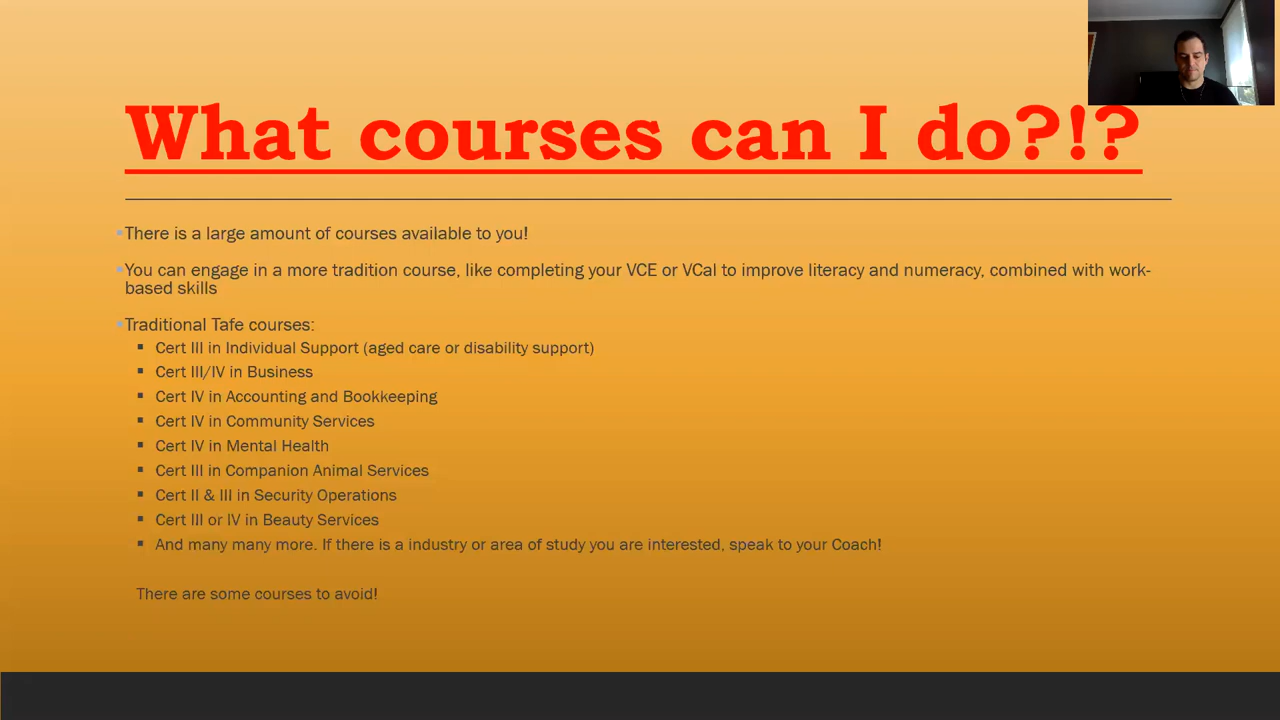 What courses can I do?!?
There is a large amount of courses available to you!
You can engage in a more tradition course, like completing your VCE or VCal to improve literacy and numeracy, combined with work-
based skills
Traditional Tafe courses:
Cert III in Individual Support (aged care or disability support)
Cert III/IV in Business
Cert IV in Accounting and Bookkeeping
Cert IV in Community Services
Cert IV in Mental Health
Cert III in Companion Animal Services
Cert II & III in Security Operations
Cert III or IV in Beauty Services
And many many more. If there is a industry or area of study you are interested, speak to your Coach!
There are some courses to avoid!